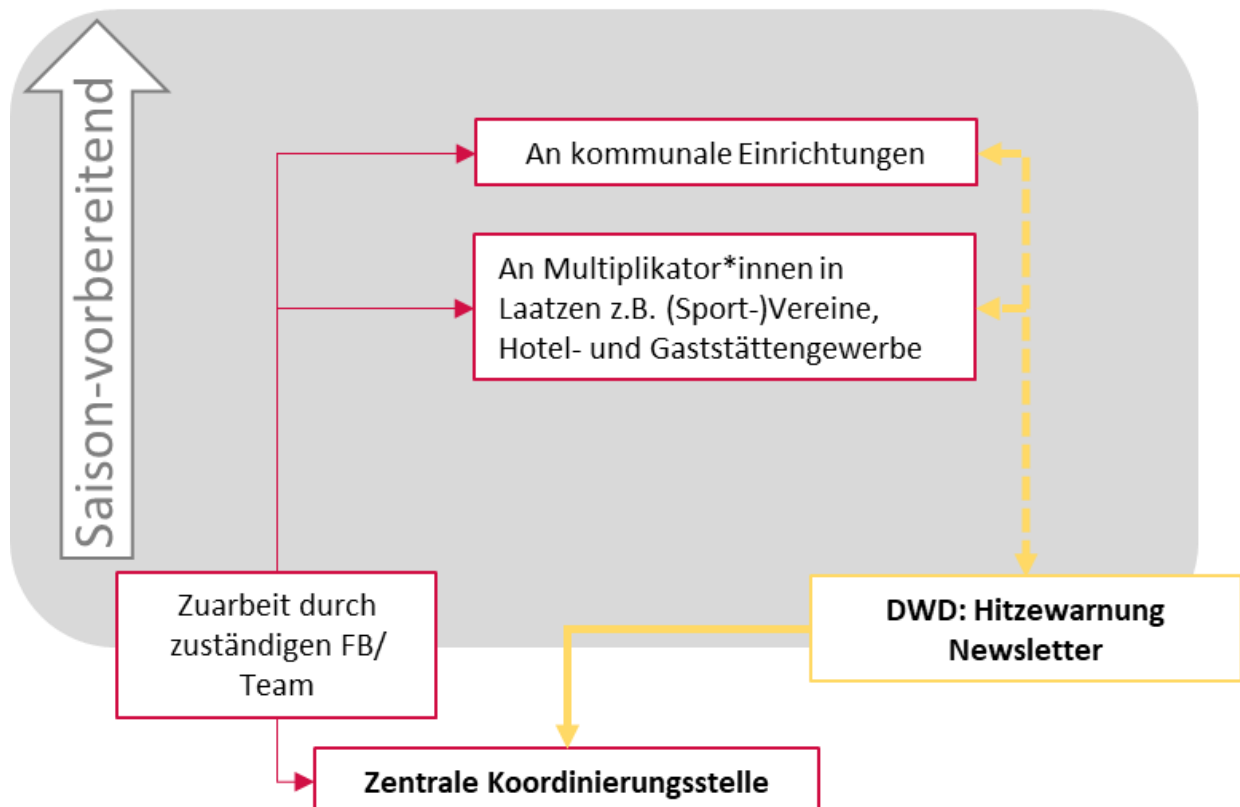 Saison-vorbereitend
An kommunale Einrichtungen
An Multiplikator*innen in
Laatzen z.B. (Sport-)Vereine,
Hotel- und Gaststättengewerbe
Zuarbeit durch
zuständigen FB/
Team
DWD: Hitzewarnung
Newsletter
Zentrale Koordinierungsstelle